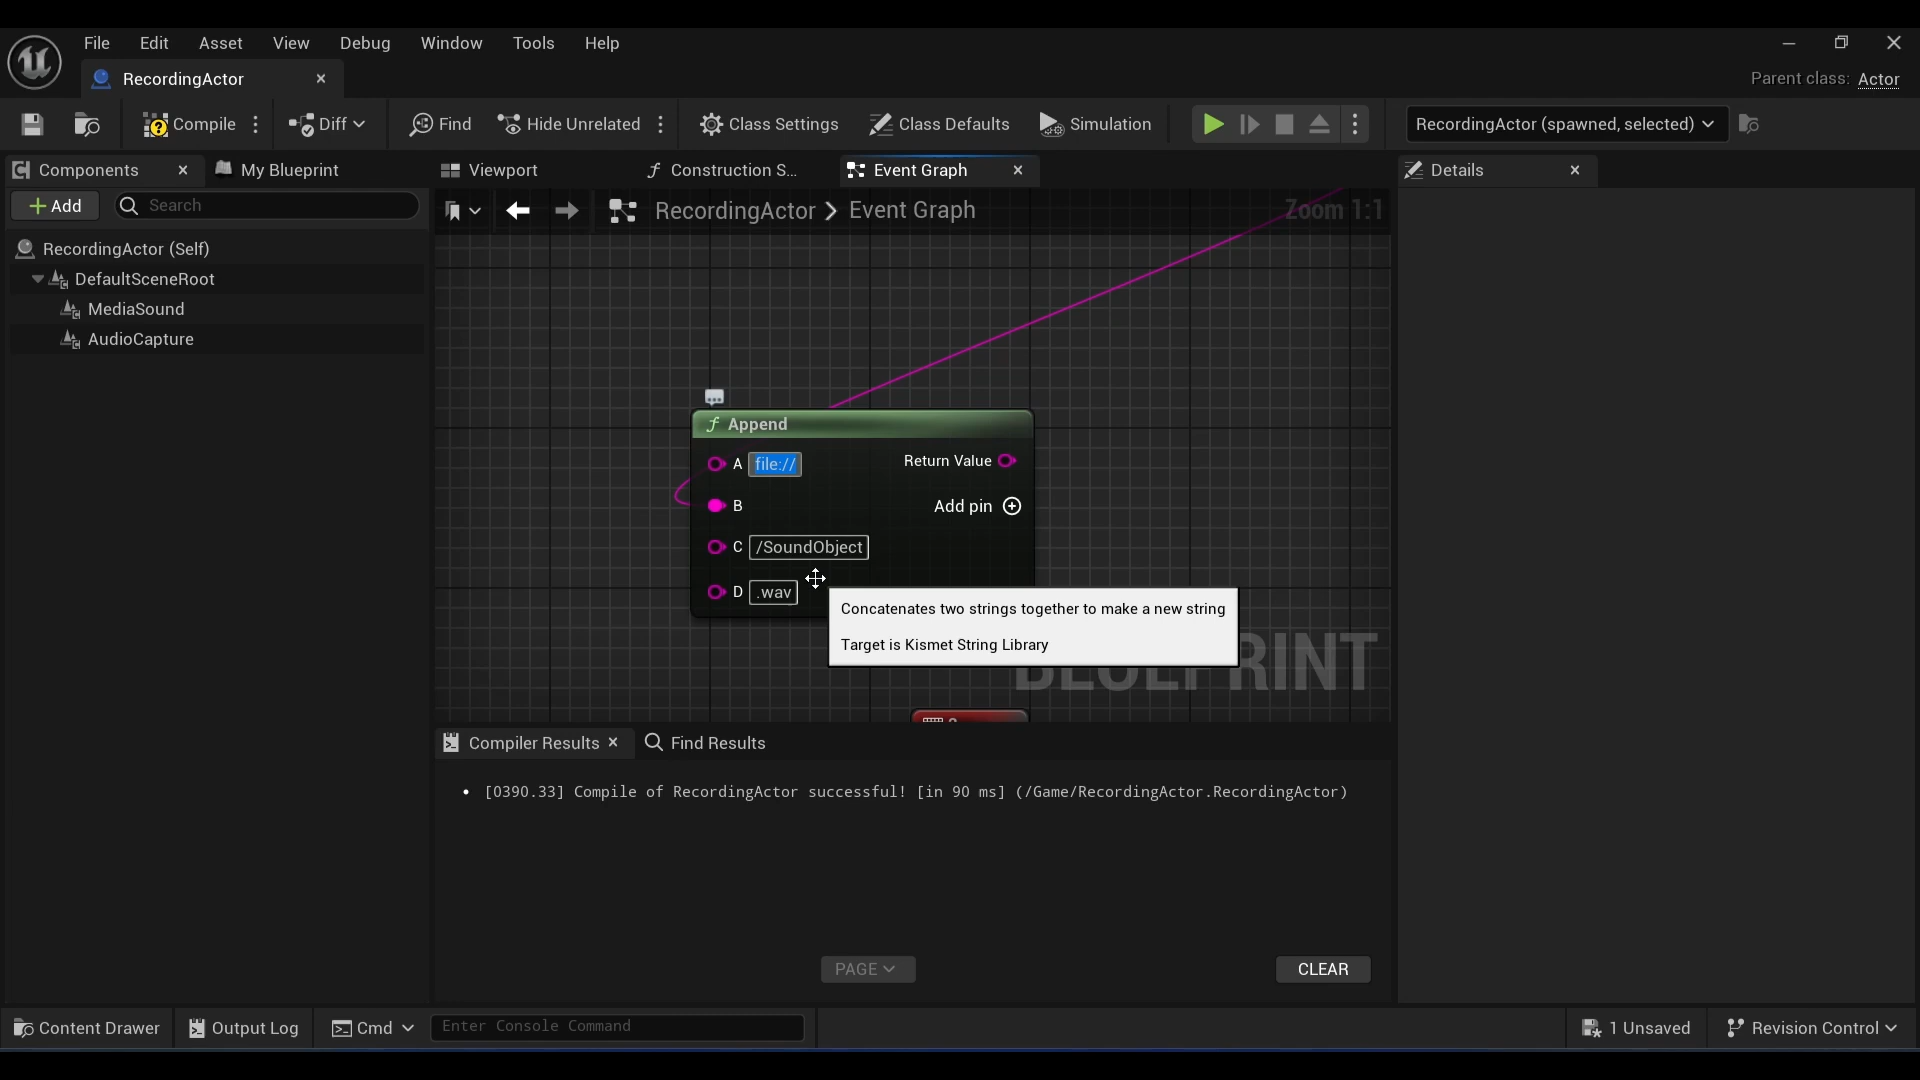 File Edit Asset View Debug Window Tools Help
RecordingActor
Parent class: Actor
Compile Diff Find Hide Unrelated Class Settings Class Defaults Simulation RecordingActor (spawned, selected)
Components My Blueprint Viewport Construction S... Event Graph Details
Add Search
RecordingActor > Event Graph Zoom 1:1
RecordingActor (Self)
DefaultSceneRoot
MediaSound
AudioCapture
f Append
A file:// Return Value
B Add pin
C /SoundObject
D .wav
Concatenates two strings together to make a new string
Target is Kismet String Library
BLUEPRINT
Compiler Results Find Results
• [0390.33] Compile of RecordingActor successful! [in 90 ms] (/Game/RecordingActor.RecordingActor)
PAGE CLEAR
Content Drawer Output Log Cmd Enter Console Command 1 Unsaved Revision Control